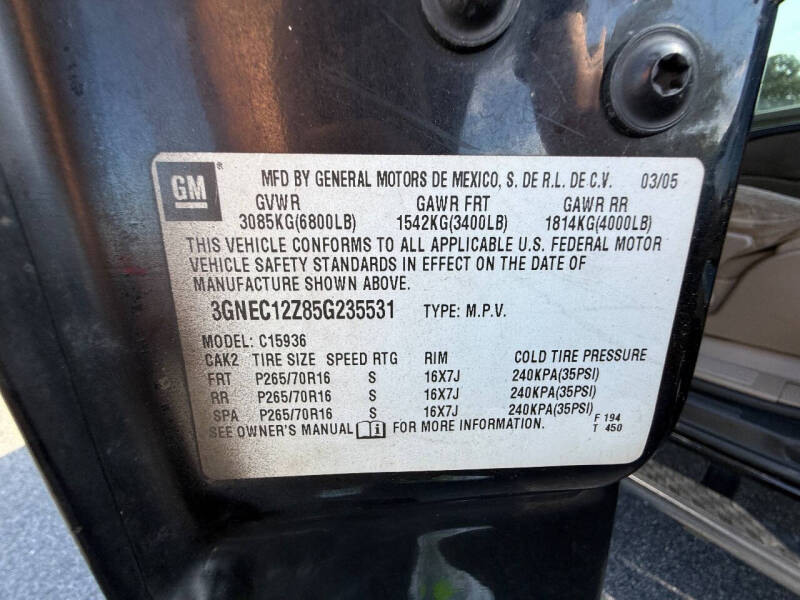 GM ® MFD BY GENERAL MOTORS DE MEXICO, S. DE R.L. DE C.V. 03/05
GVWR GAWR FRT GAWR RR
3085KG(6800LB) 1542KG(3400LB) 1814KG(4000LB)
THIS VEHICLE CONFORMS TO ALL APPLICABLE U.S. FEDERAL MOTOR
VEHICLE SAFETY STANDARDS IN EFFECT ON THE DATE OF
MANUFACTURE SHOWN ABOVE.
3GNEC12Z85G235531 TYPE: M.P.V.
MODEL: C15936
CAK2 TIRE SIZE SPEED RTG RIM COLD TIRE PRESSURE
FRT P265/70R16 S 16X7J 240KPA(35PSI)
RR P265/70R16 S 16X7J 240KPA(35PSI)
SPA P265/70R16 S 16X7J 240KPA(35PSI)
SEE OWNER'S MANUAL i FOR MORE INFORMATION. F 194
T 450